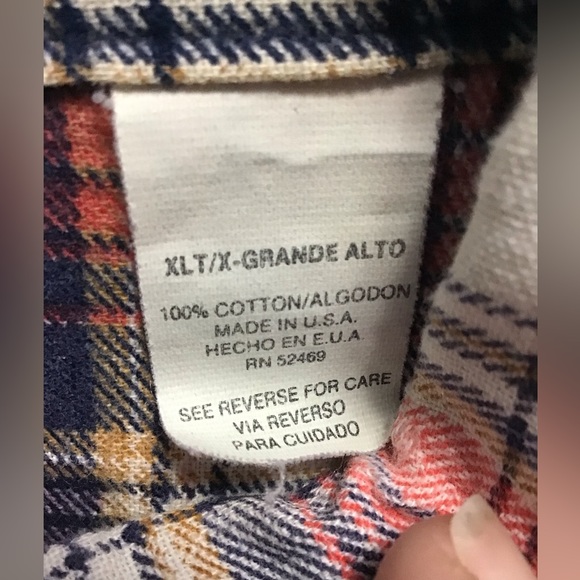 XLT/X-GRANDE ALTO
100% COTTON/ALGODON
MADE IN U.S.A.
HECHO EN E.U.A.
RN 52469
SEE REVERSE FOR CARE
VIA REVERSO
PARA CUIDADO